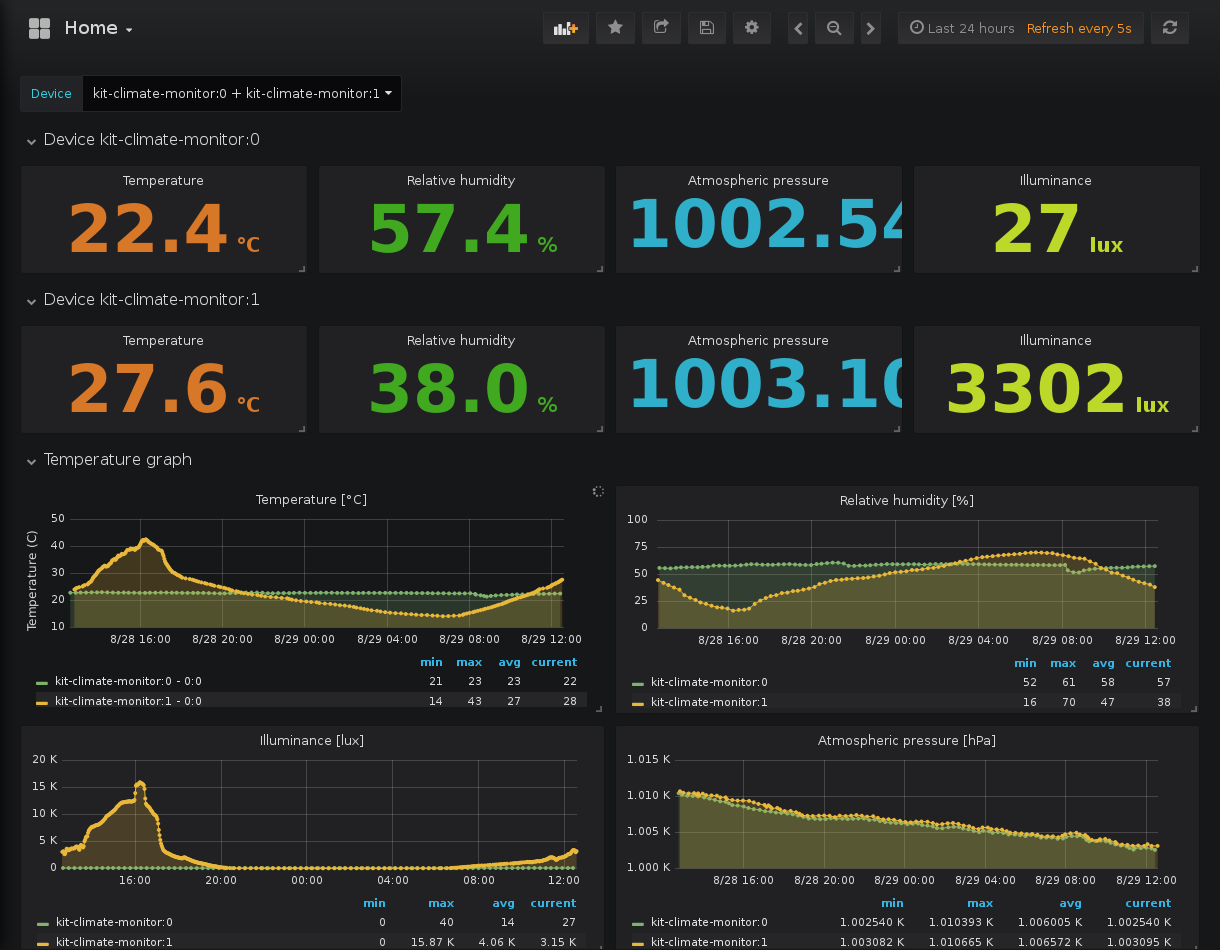 Home
Last 24 hours Refresh every 5s
Device kit-climate-monitor:0 + kit-climate-monitor:1
Device kit-climate-monitor:0
Temperature Relative humidity Atmospheric pressure Illuminance
22.4 °C 57.4 % 1002.54 27 lux
Device kit-climate-monitor:1
Temperature Relative humidity Atmospheric pressure Illuminance
27.6 °C 38.0 % 1003.10 3302 lux
Temperature graph
Temperature [°C]
Temperature (C)
50
40
30
20
10
8/28 16:00 8/28 20:00 8/29 00:00 8/29 04:00 8/29 08:00 8/29 12:00
min max avg current
kit-climate-monitor:0 - 0:0 21 23 23 22
kit-climate-monitor:1 - 0:0 14 43 27 28
Relative humidity [%]
100
75
50
25
0
8/28 16:00 8/28 20:00 8/29 00:00 8/29 04:00 8/29 08:00 8/29 12:00
min max avg current
kit-climate-monitor:0 52 61 58 57
kit-climate-monitor:1 16 70 47 38
Illuminance [lux]
20 K
15 K
10 K
5 K
0
16:00 20:00 00:00 04:00 08:00 12:00
min max avg current
kit-climate-monitor:0 0 40 14 27
kit-climate-monitor:1 0 15.87 K 4.06 K 3.15 K
Atmospheric pressure [hPa]
1.015 K
1.010 K
1.005 K
1.000 K
8/28 16:00 8/28 20:00 8/29 00:00 8/29 04:00 8/29 08:00 8/29 12:00
min max avg current
kit-climate-monitor:0 1.002540 K 1.010393 K 1.006005 K 1.002540 K
kit-climate-monitor:1 1.003082 K 1.010665 K 1.006572 K 1.003095 K